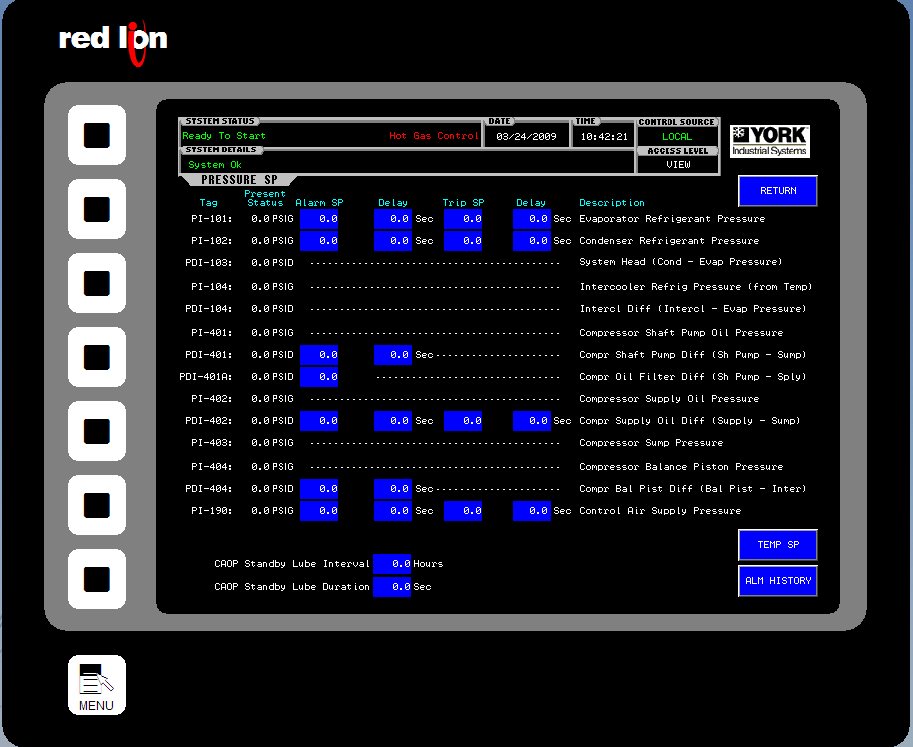 red lion
SYSTEM STATUS DATE TIME CONTROL SOURCE
Ready To Start Hot Gas Control 03/24/2009 10:42:21 LOCAL
SYSTEM DETAILS ACCESS LEVEL
System Ok VIEW
YORK
Industrial Systems
PRESSURE SP
RETURN
Tag Present Status Alarm SP Delay Trip SP Delay Description
PI-101: 0.0 PSIG 0.0 0.0 Sec 0.0 0.0 Sec Evaporator Refrigerant Pressure
PI-102: 0.0 PSIG 0.0 0.0 Sec 0.0 0.0 Sec Condenser Refrigerant Pressure
PDI-103: 0.0 PSID ----------------------------------- System Head (Cond - Evap Pressure)
PI-104: 0.0 PSIG ----------------------------------- Intercooler Refrig Pressure (from Temp)
PDI-104: 0.0 PSID ----------------------------------- Intercl Diff (Intercl - Evap Pressure)
PI-401: 0.0 PSIG ----------------------------------- Compressor Shaft Pump Oil Pressure
PDI-401: 0.0 PSID 0.0 0.0 Sec --------------------- Compr Shaft Pump Diff (Sh Pump - Sump)
PDI-401A: 0.0 PSID 0.0 ------------------------------- Compr Oil Filter Diff (Sh Pump - Sply)
PI-402: 0.0 PSIG ----------------------------------- Compressor Supply Oil Pressure
PDI-402: 0.0 PSID 0.0 0.0 Sec 0.0 0.0 Sec Compr Supply Oil Diff (Supply - Sump)
PI-403: 0.0 PSIG ----------------------------------- Compressor Sump Pressure
PI-404: 0.0 PSIG ----------------------------------- Compressor Balance Piston Pressure
PDI-404: 0.0 PSID 0.0 0.0 Sec --------------------- Compr Bal Pist Diff (Bal Pist - Inter)
PI-190: 0.0 PSIG 0.0 0.0 Sec 0.0 0.0 Sec Control Air Supply Pressure
TEMP SP
CAOP Standby Lube Interval 0.0 Hours
ALM HISTORY
CAOP Standby Lube Duration 0.0 Sec
MENU